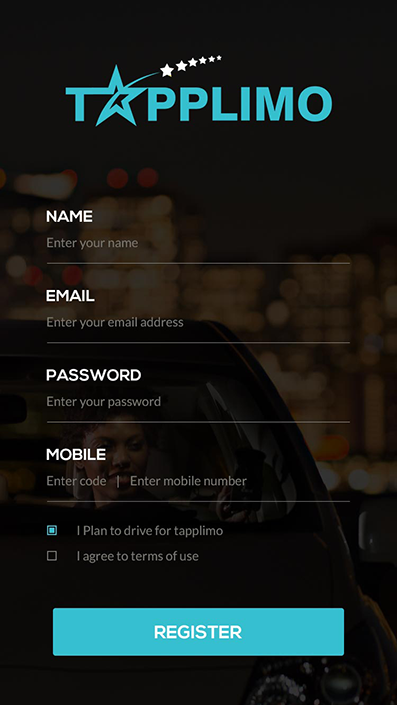 TAPPLIMO
NAME
Enter your name
EMAIL
Enter your email address
PASSWORD
Enter your password
MOBILE
Enter code | Enter mobile number
I Plan to drive for tapplimo
I agree to terms of use
REGISTER